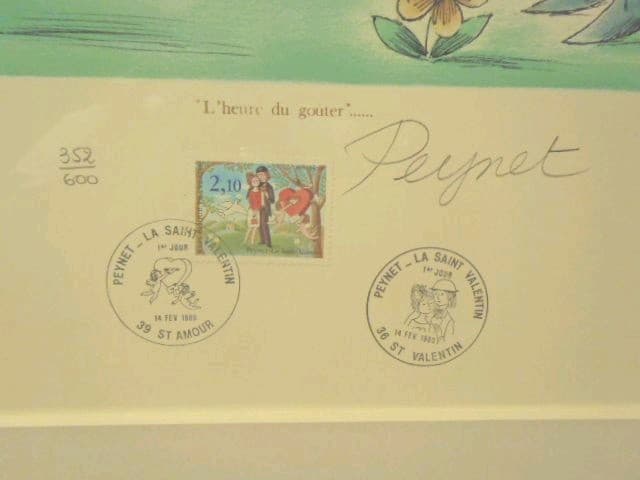 "L'heure du gouter"......
352
600
Peynet
2,10
PEYNET - LA SAINT VALENTIN
1er JOUR
14 FEV 1985
39 ST AMOUR
PEYNET - LA SAINT VALENTIN
1er JOUR
14 FEV 1985
36 ST VALENTIN